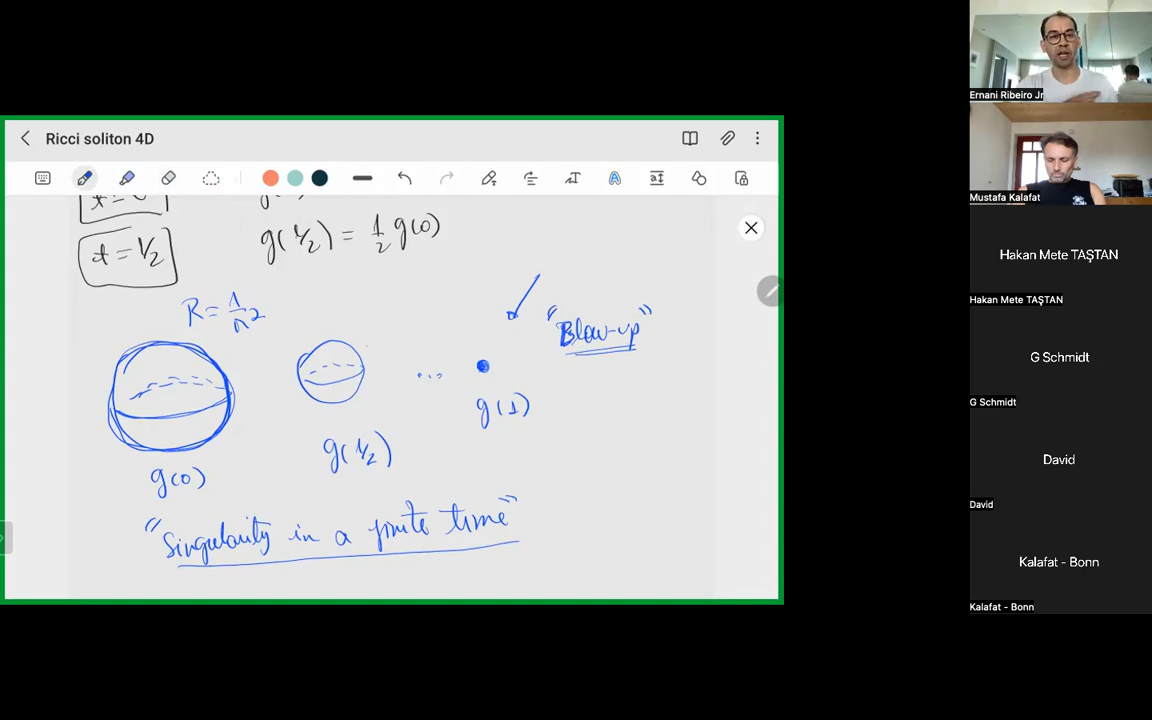 Ricci soliton 4D
t = 1/2
g(1/2) = 1/2 g(0)
R = 1/r²
"Blow-up"
...
g(1)
g(1/2)
g(0)
"Singularity in a finite time"
Ernani Ribeiro Jr
Mustafa Kalafat
Hakan Mete TAŞTAN
Hakan Mete TAŞTAN
G Schmidt
G Schmidt
David
David
Kalafat - Bonn
Kalafat - Bonn